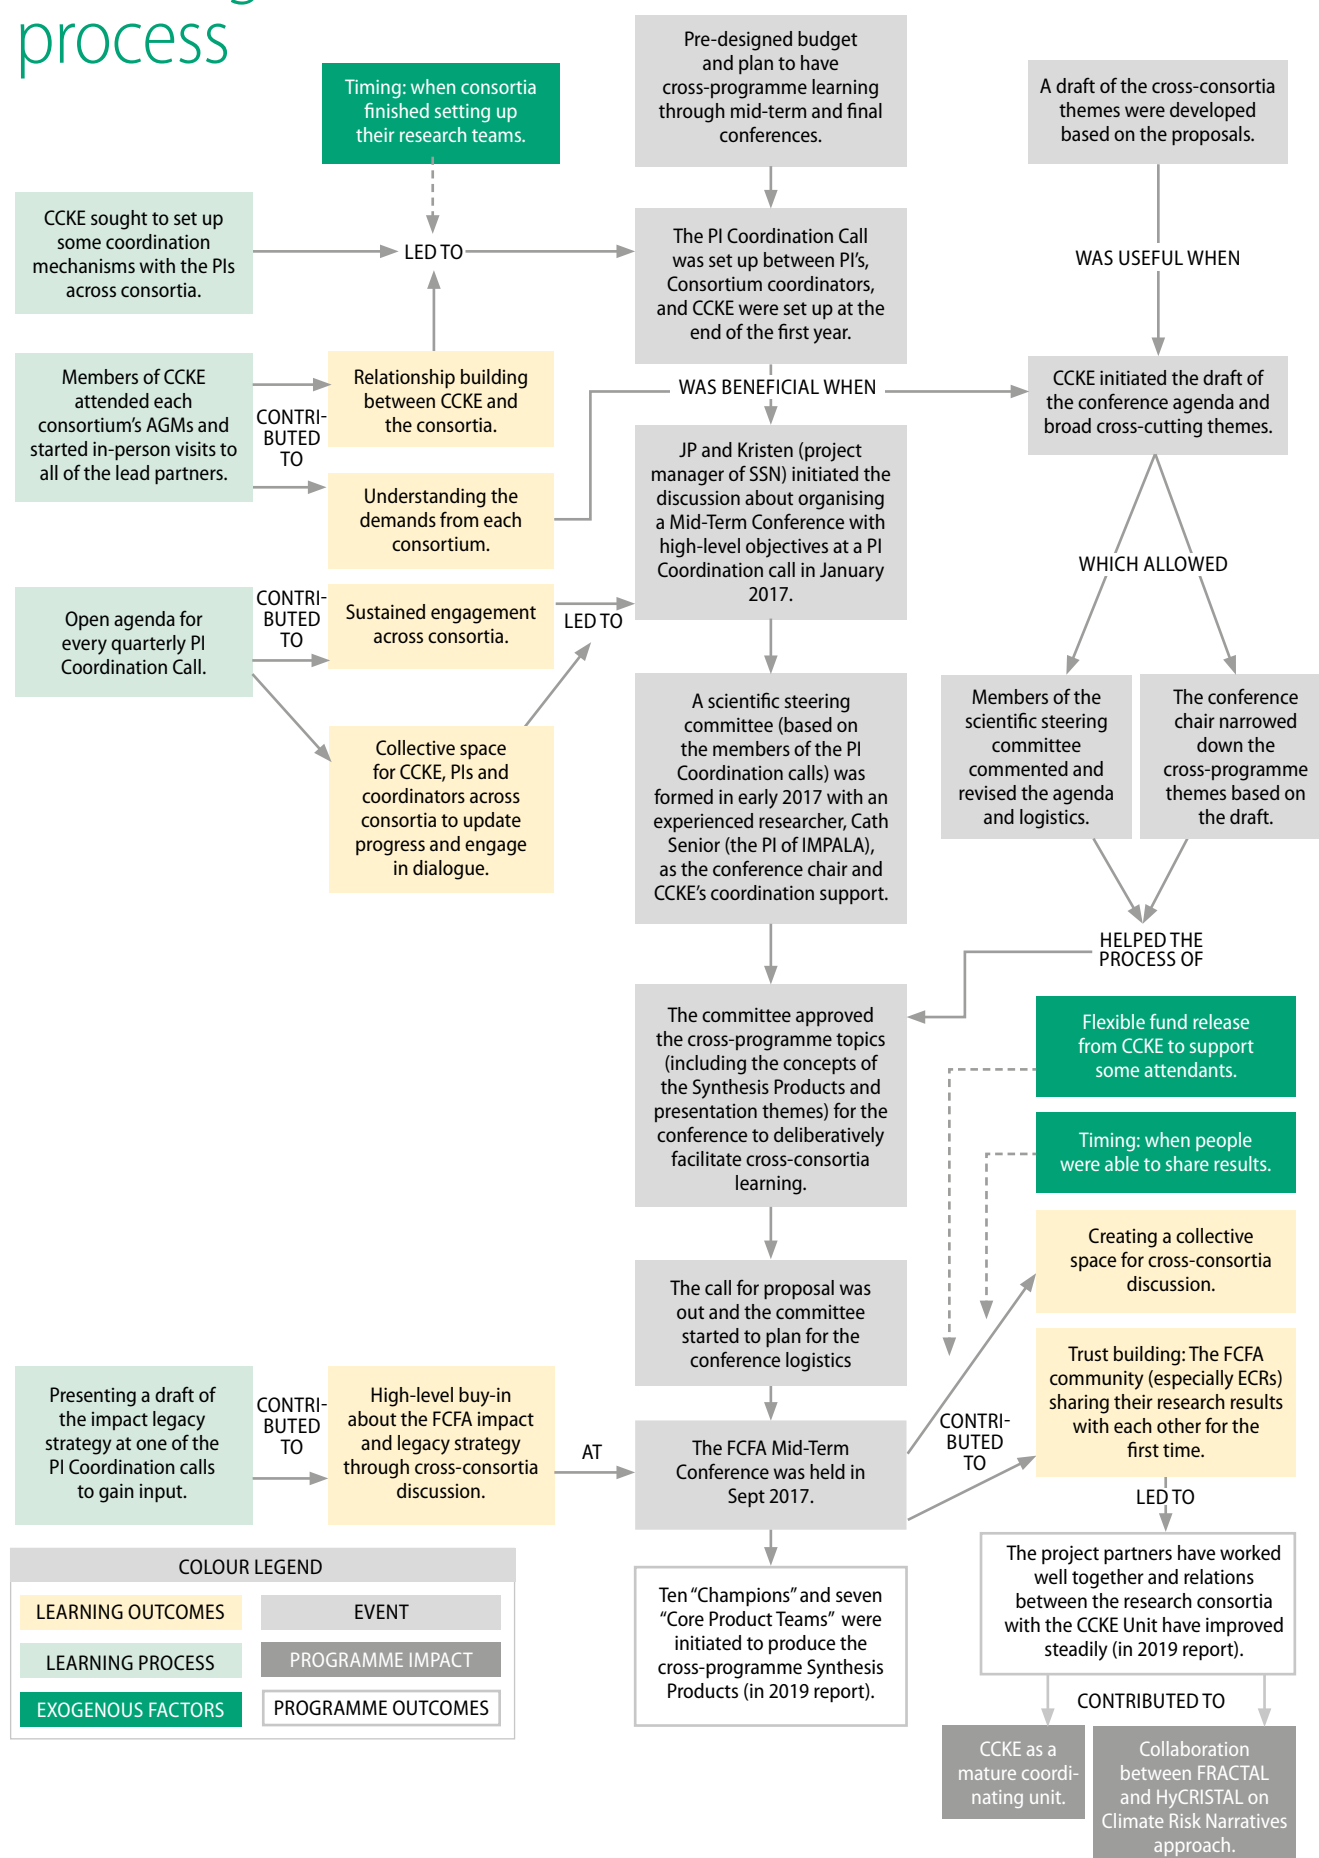 process
Timing: when consortia
finished setting up
their research teams.
Pre-designed budget
and plan to have
cross-programme learning
through mid-term and final
conferences.
A draft of the cross-consortia
themes were developed
based on the proposals.
CCKE sought to set up
some coordination
mechanisms with the PIs
across consortia.
LED TO
The PI Coordination Call
was set up between PI's,
Consortium coordinators,
and CCKE were set up at the
end of the first year.
WAS USEFUL WHEN
Members of CCKE
attended each
consortium's AGMs and
started in-person visits to
all of the lead partners.
CONTRI-
BUTED
TO
Relationship building
between CCKE and
the consortia.
Understanding the
demands from each
consortium.
WAS BENEFICIAL WHEN
CCKE initiated the draft of
the conference agenda and
broad cross-cutting themes.
JP and Kristen (project
manager of SSN) initiated the
discussion about organising
a Mid-Term Conference with
high-level objectives at a PI
Coordination call in January
2017.
WHICH ALLOWED
Open agenda for
every quarterly PI
Coordination Call.
CONTRI-
BUTED
TO
Sustained engagement
across consortia.
LED TO
Collective space
for CCKE, PIs and
coordinators across
consortia to update
progress and engage
in dialogue.
A scientific steering
committee (based on
the members of the PI
Coordination calls) was
formed in early 2017 with an
experienced researcher, Cath
Senior (the PI of IMPALA),
as the conference chair and
CCKE's coordination support.
Members of the
scientific steering
committee
commented and
revised the agenda
and logistics.
The conference
chair narrowed
down the
cross-programme
themes based on
the draft.
HELPED THE
PROCESS OF
The committee approved
the cross-programme topics
(including the concepts of
the Synthesis Products and
presentation themes) for the
conference to deliberatively
facilitate cross-consortia
learning.
Flexible fund release
from CCKE to support
some attendants.
Timing: when people
were able to share results.
Creating a collective
space for cross-consortia
discussion.
The call for proposal was
out and the committee
started to plan for the
conference logistics
Trust building: The FCFA
community (especially ECRs)
sharing their research results
with each other for the
first time.
Presenting a draft of
the impact legacy
strategy at one of the
PI Coordination calls
to gain input.
CONTRI-
BUTED
TO
High-level buy-in
about the FCFA impact
and legacy strategy
through cross-consortia
discussion.
AT
The FCFA Mid-Term
Conference was held in
Sept 2017.
CONTRI-
BUTED
TO
LED TO
The project partners have worked
well together and relations
between the research consortia
with the CCKE Unit have improved
steadily (in 2019 report).
Ten "Champions" and seven
"Core Product Teams" were
initiated to produce the
cross-programme Synthesis
Products (in 2019 report).
CONTRIBUTED TO
CCKE as a
mature coordi-
nating unit.
Collaboration
between FRACTAL
and HyCRISTAL on
Climate Risk Narratives
approach.
COLOUR LEGEND
LEARNING OUTCOMES
EVENT
LEARNING PROCESS
PROGRAMME IMPACT
EXOGENOUS FACTORS
PROGRAMME OUTCOMES